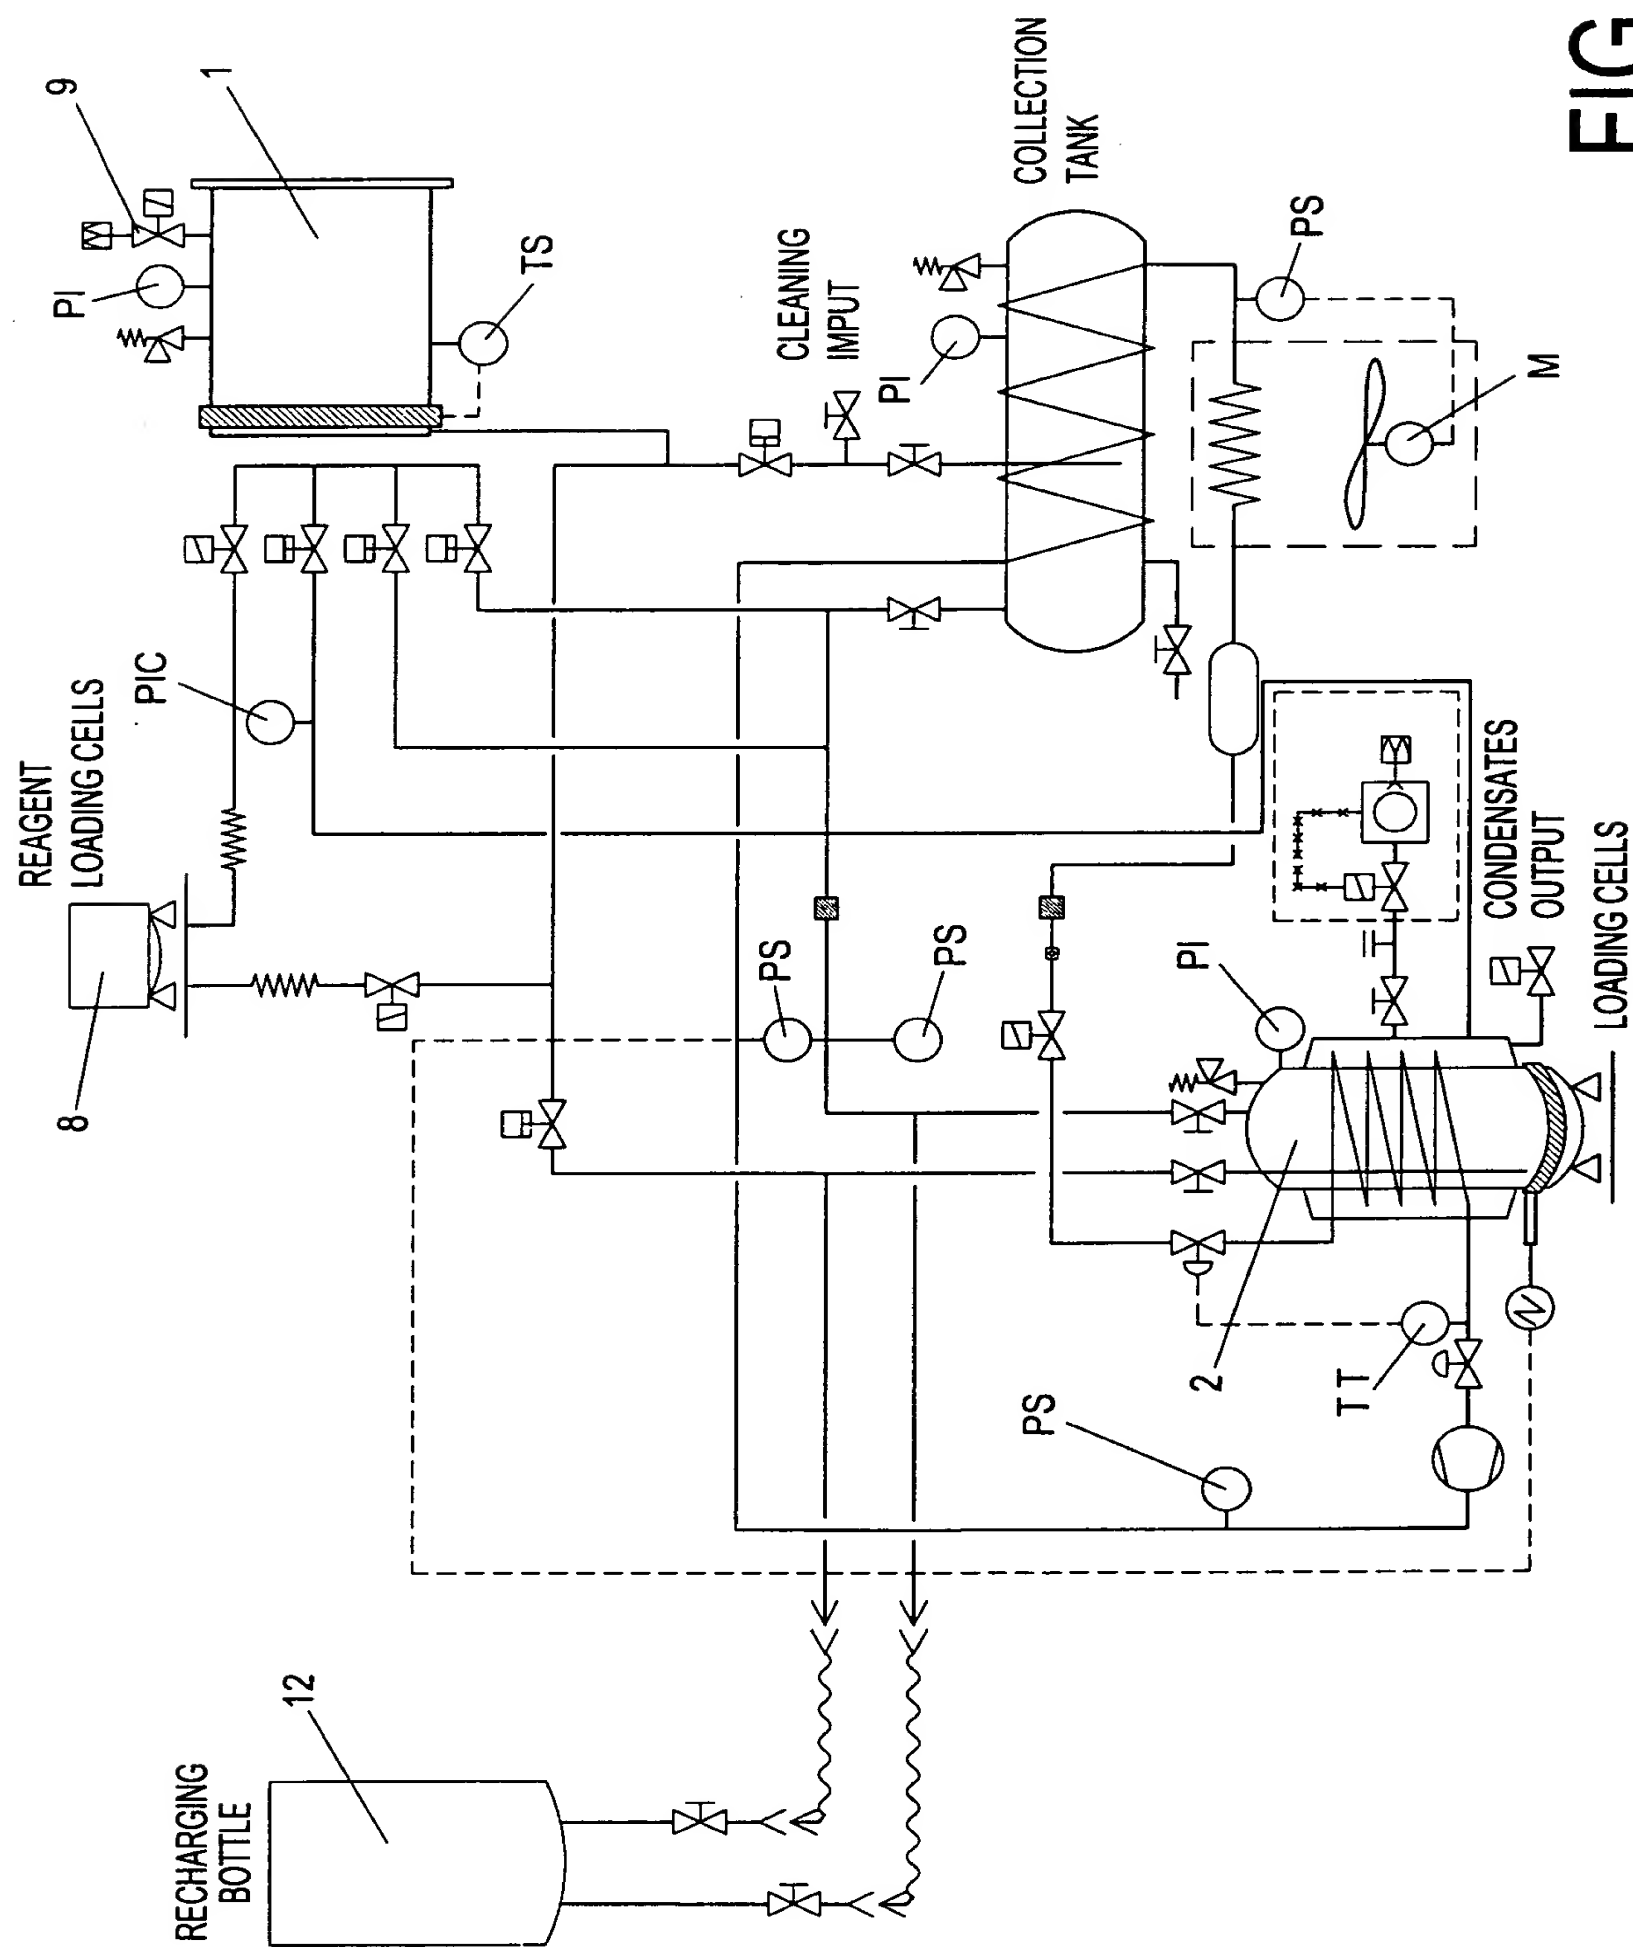 9
1
PI
TS
REAGENT
LOADING CELLS
PIC
8
CLEANING
IMPUT
PI
COLLECTION
TANK
PS
M
PS
PS
PI
CONDENSATES
OUTPUT
LOADING CELLS
2
TT
PS
12
RECHARGING
BOTTLE
FIG